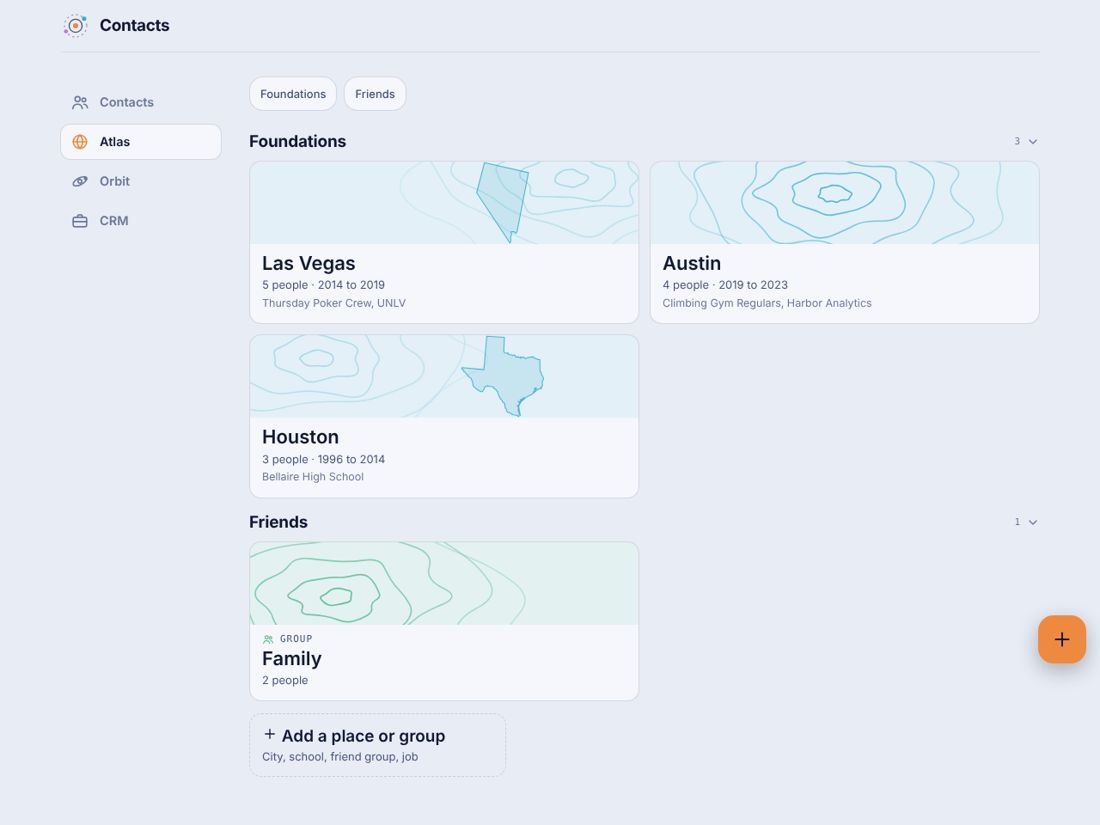 Contacts
Contacts
Atlas
Orbit
CRM
Foundations
Friends
Foundations
3
Las Vegas
5 people · 2014 to 2019
Thursday Poker Crew, UNLV
Austin
4 people · 2019 to 2023
Climbing Gym Regulars, Harbor Analytics
Houston
3 people · 1996 to 2014
Bellaire High School
Friends
1
GROUP
Family
2 people
+ Add a place or group
City, school, friend group, job
+